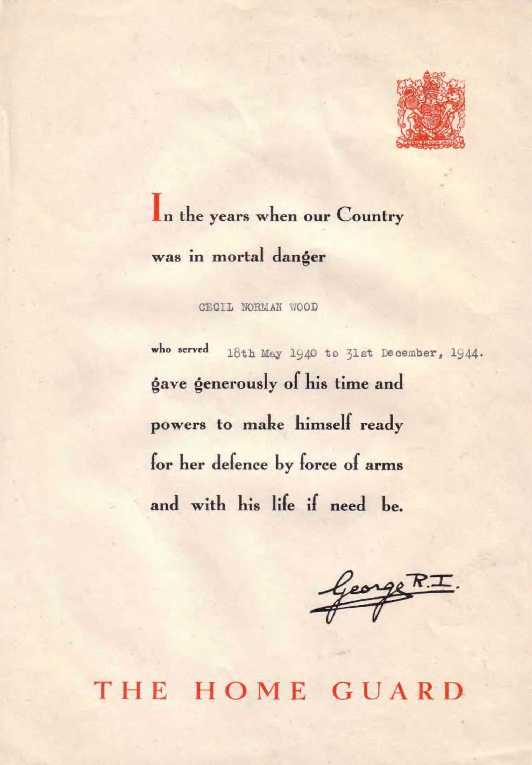 In the years when our Country
was in mortal danger
CECIL NORMAN WOOD
who served 18th May 1940 to 31st December, 1944.
gave generously of his time and
powers to make himself ready
for her defence by force of arms
and with his life if need be.
George R.I.
THE HOME GUARD